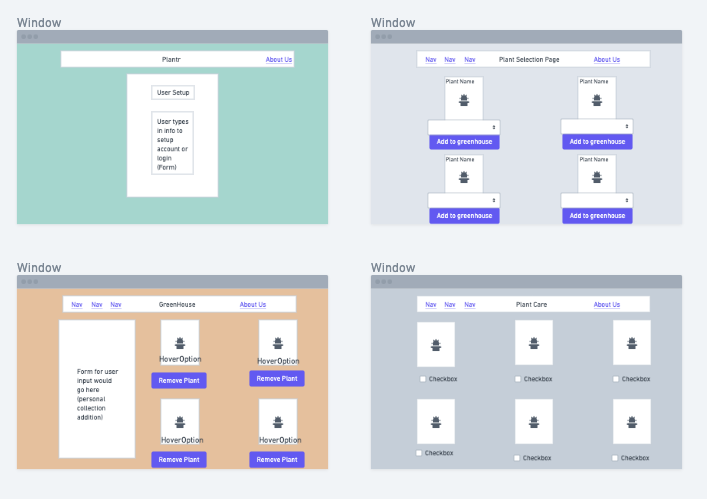 Window
Plantr About Us
User Setup
User types
in info to
setup
account or
login
(Form)
Window
Nav Nav Nav Plant Selection Page About Us
Plant Name Plant Name
Add to greenhouse Add to greenhouse
Plant Name Plant Name
Add to greenhouse Add to greenhouse
Window
Nav Nav Nav GreenHouse About Us
Form for user
input would
go here
(personal
collection
addition)
HoverOption HoverOption
Remove Plant Remove Plant
HoverOption HoverOption
Remove Plant Remove Plant
Window
Nav Nav Nav Plant Care About Us
Checkbox Checkbox Checkbox
Checkbox Checkbox Checkbox